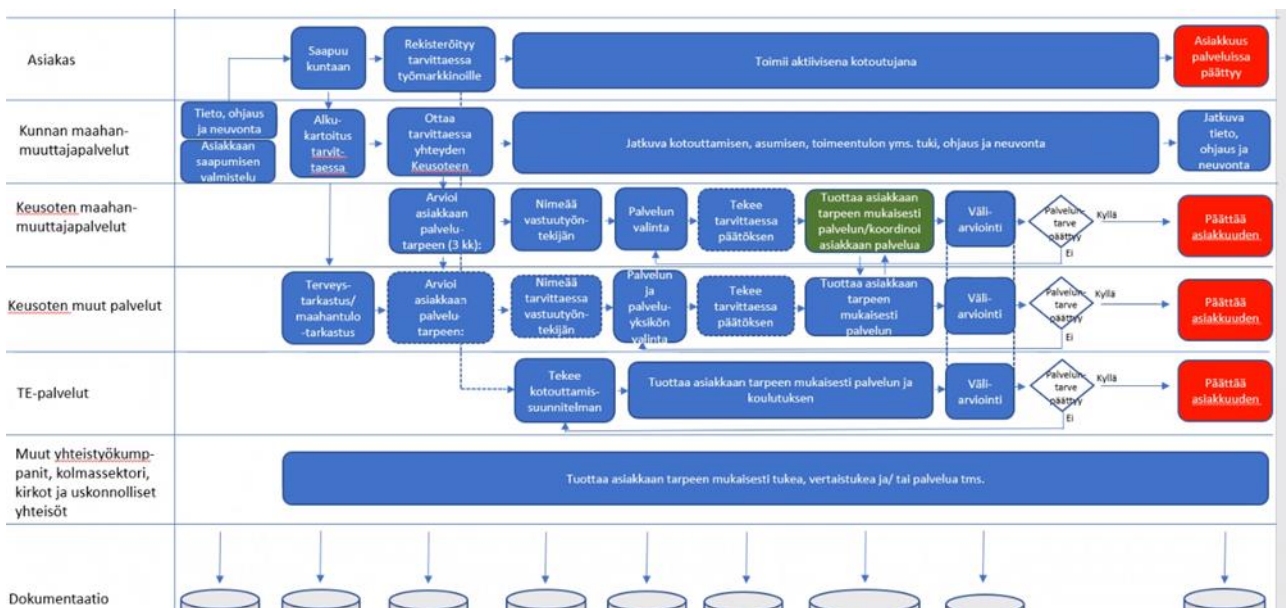 Asiakas
Saapuu
kuntaan
Rekisteröityy
tarvittaessa
työmarkkinoille
Toimii aktiivisena kotoutujana
Asiakkuus
palveluissa
päättyy
Kunnan maahan-
muuttajapalvelut
Tieto, ohjaus
ja neuvonta
Asiakkaan
saapumisen
valmistelu
Alku-
kartoitus
tarvit-
taessa
Ottaa
tarvittaessa
yhteyden
Keusoteen
Jatkuva kotouttamisen, asumisen, toimeentulon yms. tuki, ohjaus ja neuvonta
Jatkuva
tieto,
ohjaus ja
neuvonta
Keusoten maahan-
muuttajapalvelut
Arvioi
asiakkaan
palvelu-
tarpeen (3 kk):
Nimeää
vastuutyön-
tekijän
Palvelun
valinta
Tekee
tarvittaessa
päätöksen
Tuottaa asiakkaan
tarpeen mukaisesti
palvelun/koordinoi
asiakkaan palvelua
Väli-
arviointi
Palvelun-
tarve
päättyy
Kyllä
Ei
Päättää
asiakkuuden
Keusoten muut palvelut
Terveys-
tarkastus/
maahantulo
-tarkastus
Arvioi
asiakkaan
palvelu-
tarpeen:
Nimeää
tarvittaessa
vastuutyön-
tekijän
Palvelun
ja
palvelu-
yksikön
valinta
Tekee
tarvittaessa
päätöksen
Tuottaa asiakkaan
tarpeen
mukaisesti
palvelun
Väli-
arviointi
Palvelun-
tarve
päättyy
Kyllä
Ei
Päättää
asiakkuuden
TE-palvelut
Tekee
kotouttamis-
suunnitelman
Tuottaa asiakkaan tarpeen mukaisesti palvelun ja
koulutuksen
Väli-
arviointi
Palvelun-
tarve
päättyy
Kyllä
Ei
Päättää
asiakkuuden
Muut yhteistyökump-
panit, kolmassektori,
kirkot ja uskonnolliset
yhteisöt
Tuottaa asiakkaan tarpeen mukaisesti tukea, vertaistukea ja/ tai palvelua tms.
Dokumentaatio